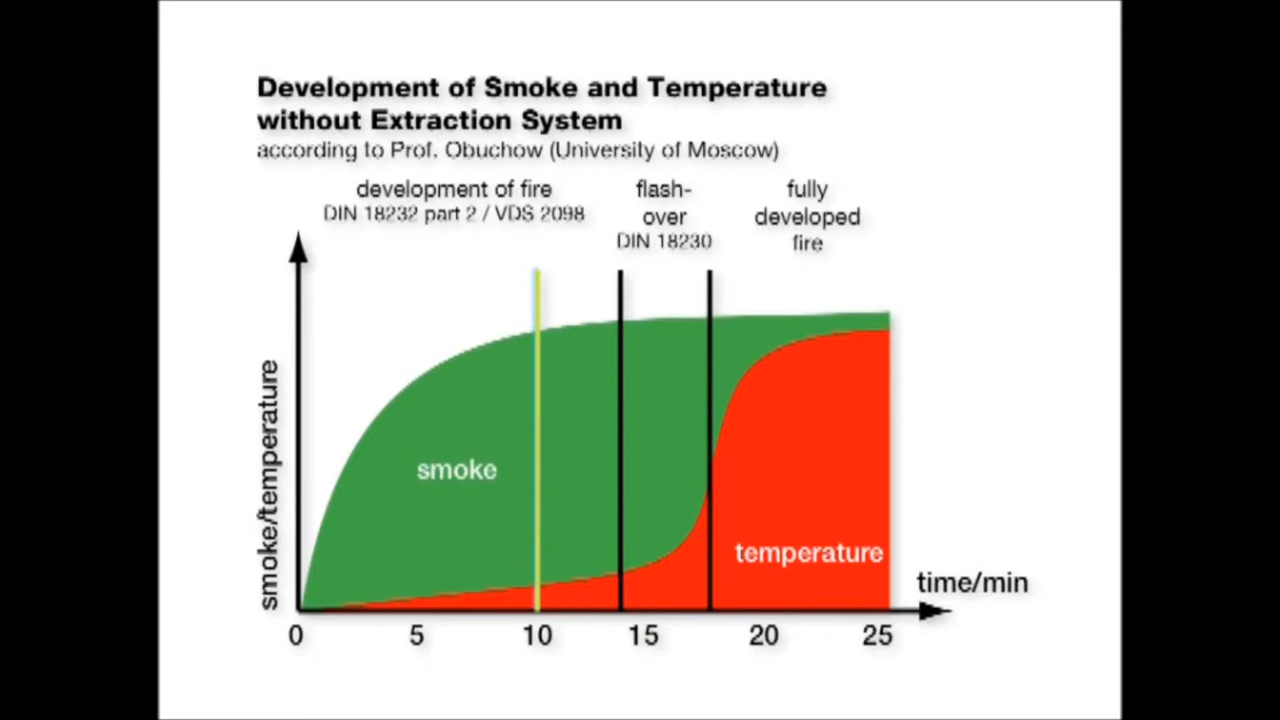 Development of Smoke and Temperature
without Extraction System
according to Prof. Obuchow (University of Moscow)
development of fire
DIN 18232 part 2 / VDS 2098
flash-
over
DIN 18230
fully
developed
fire
smoke/temperature
smoke
temperature
time/min
0 5 10 15 20 25